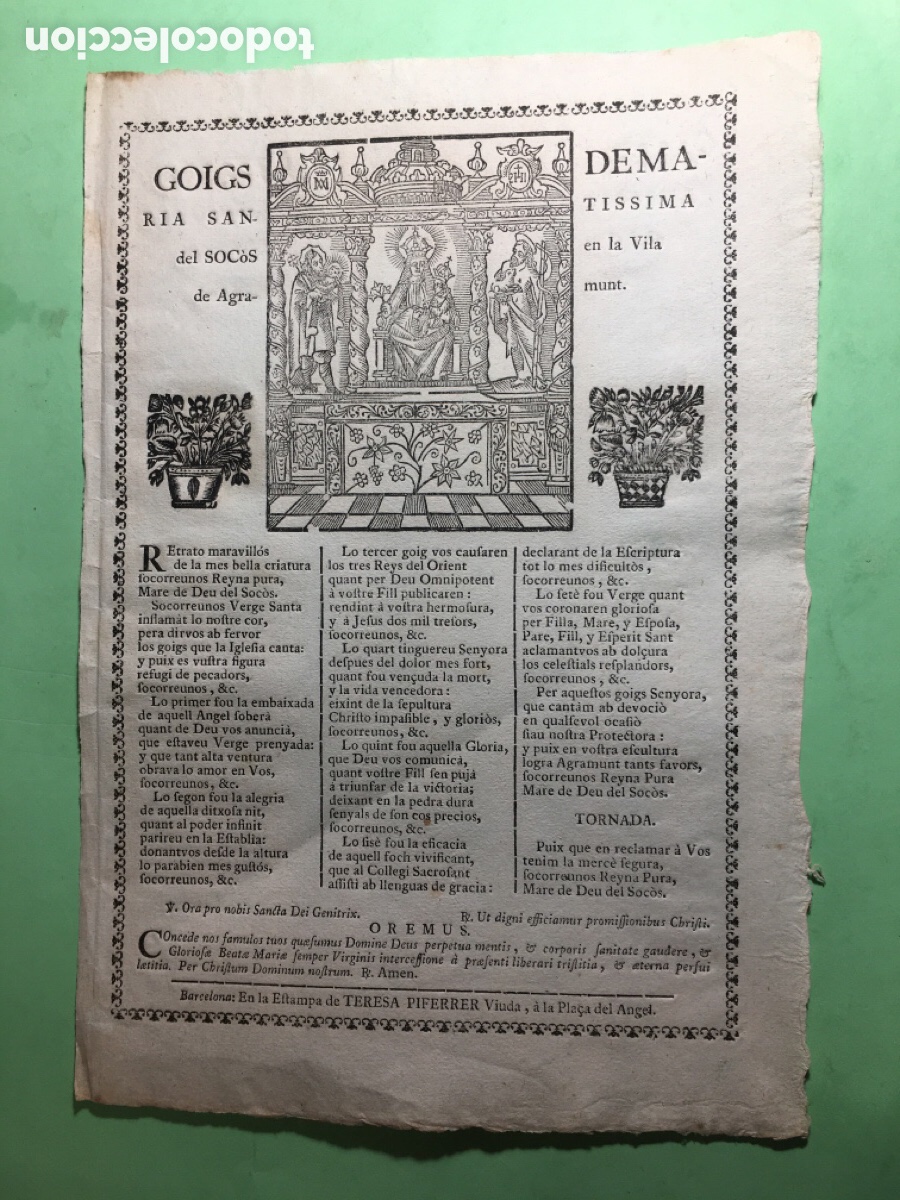 todocoleccion
GOIGS DE MA-
RIA SAN- TISSIMA
del SOCòS en la Vila
de Agra- munt.
REtrato maravillós
de la mes bella criatura
ſocorreunos Reyna pura,
Mare de Deu del Socòs.
Socorreunos Verge Santa
inflamàt lo noſtre cor,
pera dirvos ab fervor
los goigs que la Igleſia canta:
y puix es vuſtra figura
refugi de pecadors,
ſocorreunos, &c.
Lo primer fou la embaixada
de aquell Angel ſoberà
quant de Deu vos anuncià,
que eſtaveu Verge prenyada:
y que tant alta ventura
obrava lo amor en Vos,
ſocorreunos, &c.
Lo ſegon fou la alegria
de aquella ditxoſa nit,
quant al poder infinit
parireu en la Eſtablia:
donantvos deſde la altura
lo parabien mes guſtós,
ſocorreunos, &c.
Lo tercer goig vos cauſaren
los tres Reys del Orient
quant per Deu Omnipotent
à voſtre Fill publicaren :
rendint à voſtra hermoſura,
y à Jeſus dos mil treſors,
ſocorreunos, &c.
Lo quart tinguereu Senyora
deſpues del dolor mes fort,
quant fou vençuda la mort,
y la vida vencedora :
eixint de la ſepultura
Chriſto impaſible, y gloriòs,
ſocorreunos, &c.
Lo quint fou aquella Gloria,
que Deu vos comunicà,
quant voſtre Fill ſen pujà
à triunfar de la victoria;
deixant en la pedra dura
ſenyals de ſon cos precios,
ſocorreunos, &c.
Lo ſisè fou la eficacia
de aquell foch vivificant,
que al Collegi Sacroſant
aſſiſti ab llenguas de gracia :
declarant de la Eſcriptura
tot lo mes dificultòs ,
ſocorreunos , &c.
Lo ſetè fou Verge quant
vos coronaren glorioſa
per Filla, Mare, y Eſpoſa,
Pare, Fill, y Eſperit Sant
aclamantvos ab dolçura
los celeſtials reſplandors,
ſocorreunos , &c.
Per aqueſtos goigs Senyora,
que cantàm ab devociò
en qualſevol ocaſiò
ſiau noſtra Protectora :
y puix en voſtra eſcultura
logra Agramunt tants favors,
ſocorreunos Reyna Pura
Mare de Deu del Socòs.
TORNADA.
Puix que en reclamar à Vos
tenim la mercè ſegura,
ſocorreunos Reyna Pura,
Mare de Deu del Socòs.
℣. Ora pro nobis Sancta Dei Genitrix. ℟. Ut digni efficiamur promiſſionibus Chriſti.
OREMUS.
COncede nos famulos tuos quæſumus Domine Deus perpetua mentis, & corporis ſanitate gaudere, &
Glorioſæ Beatæ Mariæ ſemper Virginis interceſſione à præſenti liberari triſtitia, & æterna perfrui
lætitia. Per Chriſtum Dominum noſtrum. ℟. Amen.
Barcelona: En la Eſtampa de TERESA PIFERRER Viuda , à la Plaça del Angel.